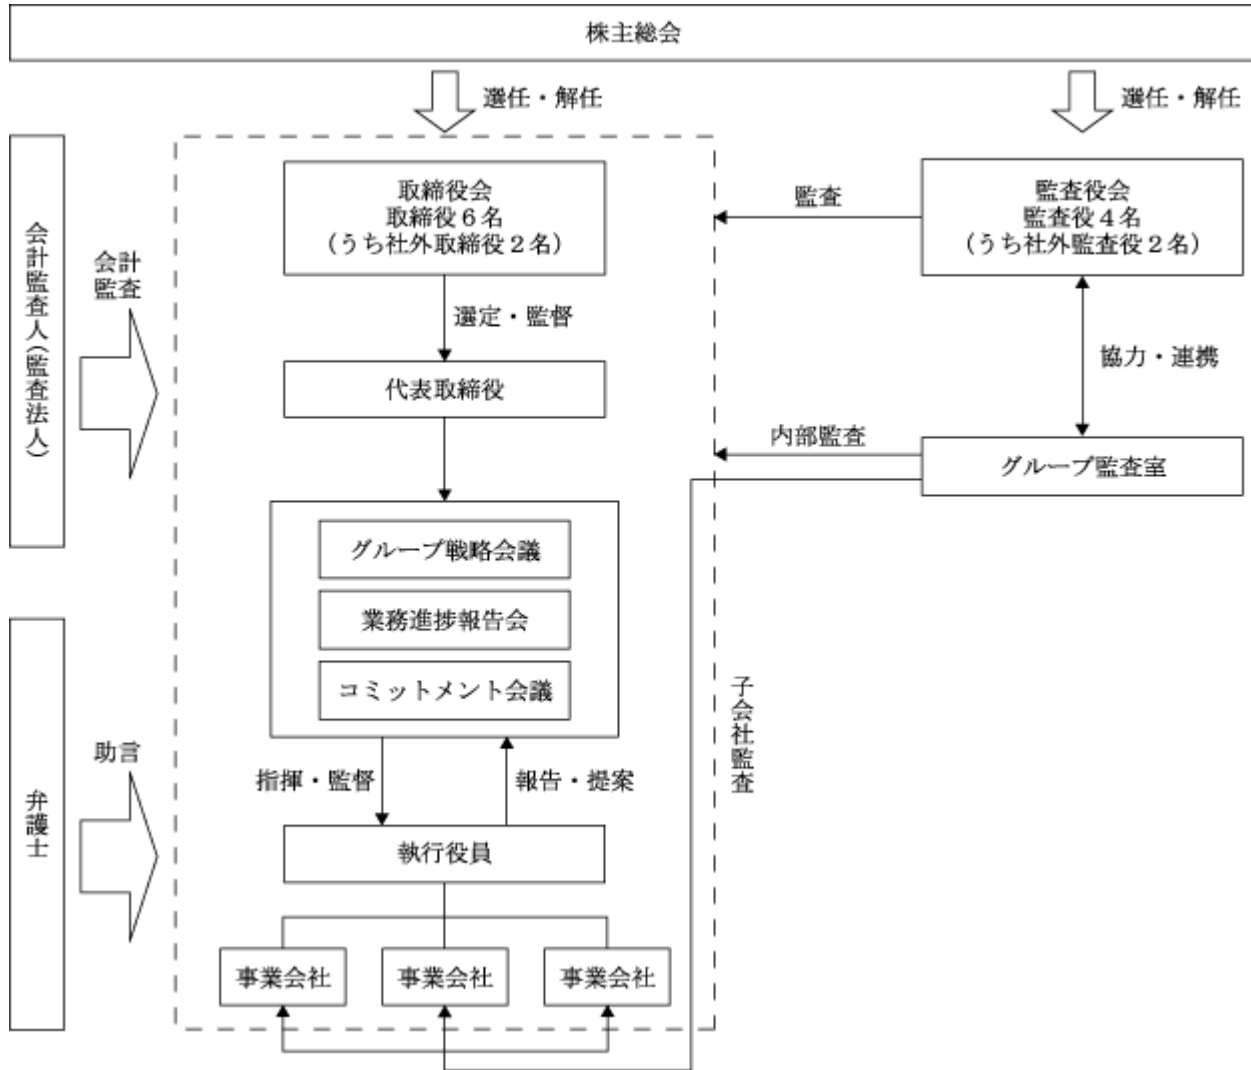 株主総会
選任・解任
選任・解任
取締役会
取締役６名
（うち社外取締役２名）
監査
監査役会
監査役４名
（うち社外監査役２名）
会計監査人（監査法人）
会計
監査
選定・監督
代表取締役
協力・連携
内部監査
グループ監査室
グループ戦略会議
業務進捗報告会
コミットメント会議
子会社監査
弁護士
助言
指揮・監督
報告・提案
執行役員
事業会社
事業会社
事業会社